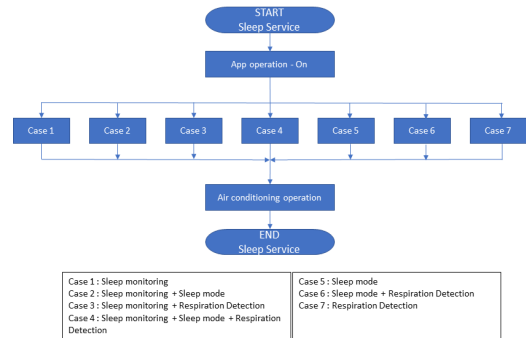 START
Sleep Service
App operation - On
Case 1
Case 2
Case 3
Case 4
Case 5
Case 6
Case 7
Air conditioning operation
END
Sleep Service
Case 1 : Sleep monitoring
Case 2 : Sleep monitoring + Sleep mode
Case 3 : Sleep monitoring + Respiration Detection
Case 4 : Sleep monitoring + Sleep mode + Respiration
Detection
Case 5 : Sleep mode
Case 6 : Sleep mode + Respiration Detection
Case 7 : Respiration Detection